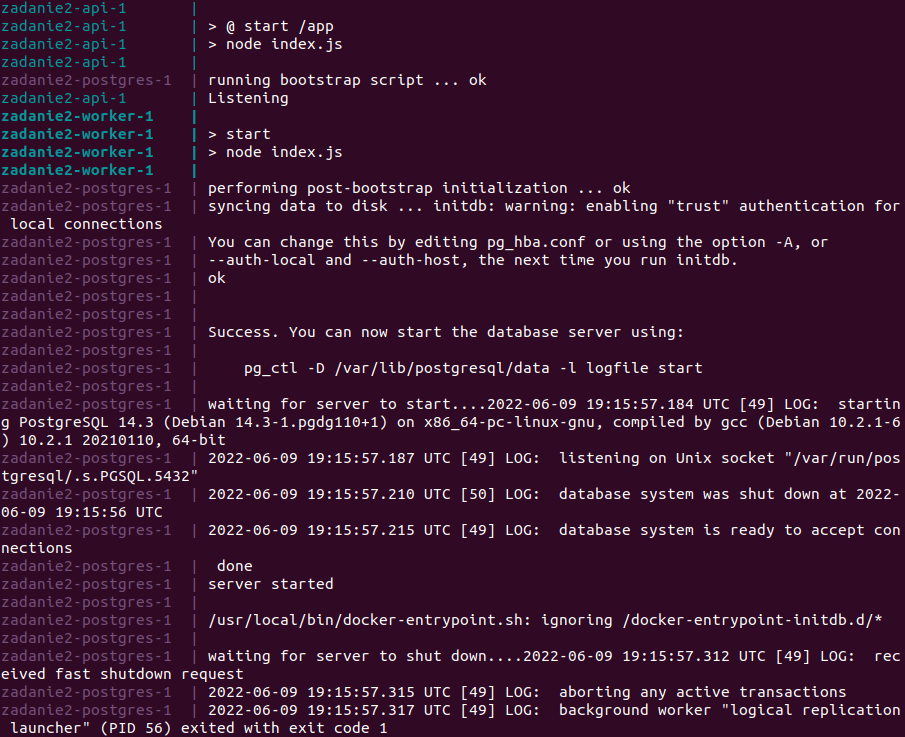 zadanie2-api-1       |
zadanie2-api-1       | > @ start /app
zadanie2-api-1       | > node index.js
zadanie2-api-1       |
zadanie2-postgres-1  | running bootstrap script ... ok
zadanie2-api-1       | Listening
zadanie2-worker-1    |
zadanie2-worker-1    | > start
zadanie2-worker-1    | > node index.js
zadanie2-worker-1    |
zadanie2-postgres-1  | performing post-bootstrap initialization ... ok
zadanie2-postgres-1  | syncing data to disk ... initdb: warning: enabling "trust" authentication for
 local connections
zadanie2-postgres-1  | You can change this by editing pg_hba.conf or using the option -A, or
zadanie2-postgres-1  | --auth-local and --auth-host, the next time you run initdb.
zadanie2-postgres-1  | ok
zadanie2-postgres-1  |
zadanie2-postgres-1  |
zadanie2-postgres-1  | Success. You can now start the database server using:
zadanie2-postgres-1  |
zadanie2-postgres-1  |     pg_ctl -D /var/lib/postgresql/data -l logfile start
zadanie2-postgres-1  |
zadanie2-postgres-1  | waiting for server to start....2022-06-09 19:15:57.184 UTC [49] LOG:  startin
g PostgreSQL 14.3 (Debian 14.3-1.pgdg110+1) on x86_64-pc-linux-gnu, compiled by gcc (Debian 10.2.1-6
) 10.2.1 20210110, 64-bit
zadanie2-postgres-1  | 2022-06-09 19:15:57.187 UTC [49] LOG:  listening on Unix socket "/var/run/pos
tgresql/.s.PGSQL.5432"
zadanie2-postgres-1  | 2022-06-09 19:15:57.210 UTC [50] LOG:  database system was shut down at 2022-
06-09 19:15:56 UTC
zadanie2-postgres-1  | 2022-06-09 19:15:57.215 UTC [49] LOG:  database system is ready to accept con
nections
zadanie2-postgres-1  |  done
zadanie2-postgres-1  | server started
zadanie2-postgres-1  |
zadanie2-postgres-1  | /usr/local/bin/docker-entrypoint.sh: ignoring /docker-entrypoint-initdb.d/*
zadanie2-postgres-1  |
zadanie2-postgres-1  | waiting for server to shut down....2022-06-09 19:15:57.312 UTC [49] LOG:  rec
eived fast shutdown request
zadanie2-postgres-1  | 2022-06-09 19:15:57.315 UTC [49] LOG:  aborting any active transactions
zadanie2-postgres-1  | 2022-06-09 19:15:57.317 UTC [49] LOG:  background worker "logical replication
 launcher" (PID 56) exited with exit code 1